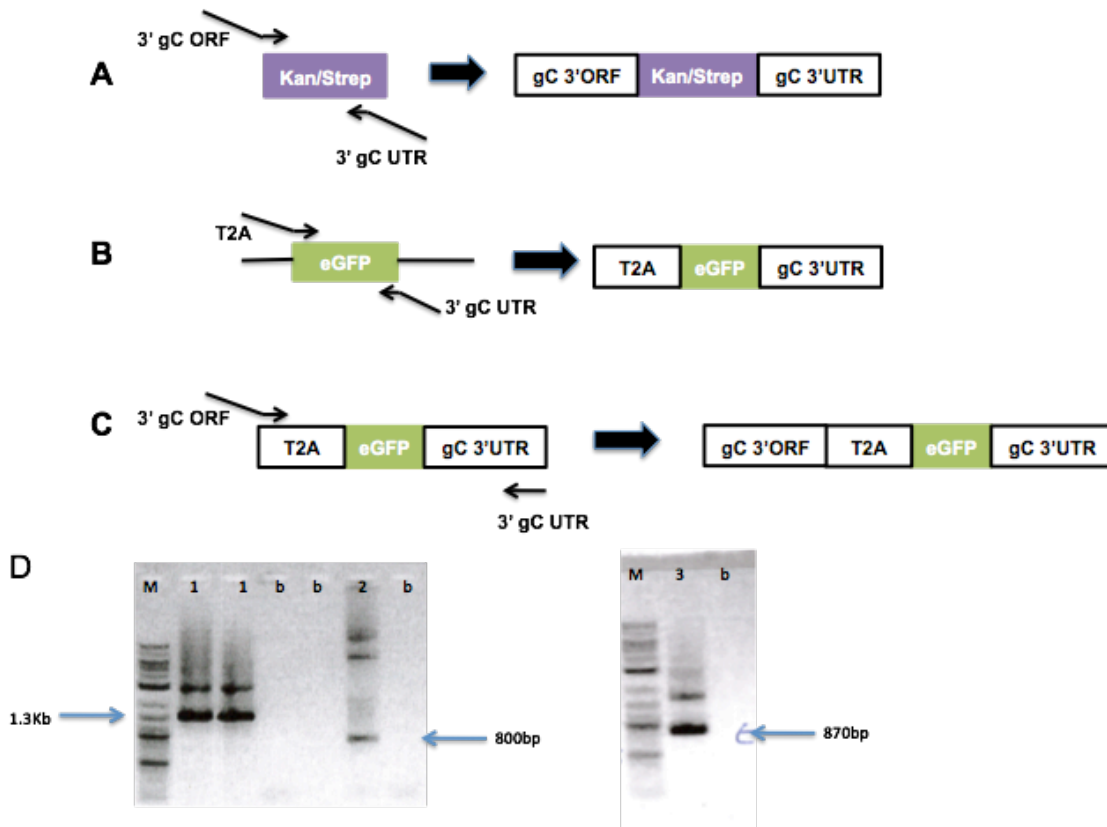 3' gC ORF
A
Kan/Strep
gC 3'ORF Kan/Strep gC 3'UTR
3' gC UTR
T2A
B
eGFP
T2A eGFP gC 3'UTR
3' gC UTR
3' gC ORF
C
T2A eGFP gC 3'UTR
gC 3'ORF T2A eGFP gC 3'UTR
3' gC UTR
D
M 1 1 b b 2 b
1.3Kb
800bp
M 3 b
870bp